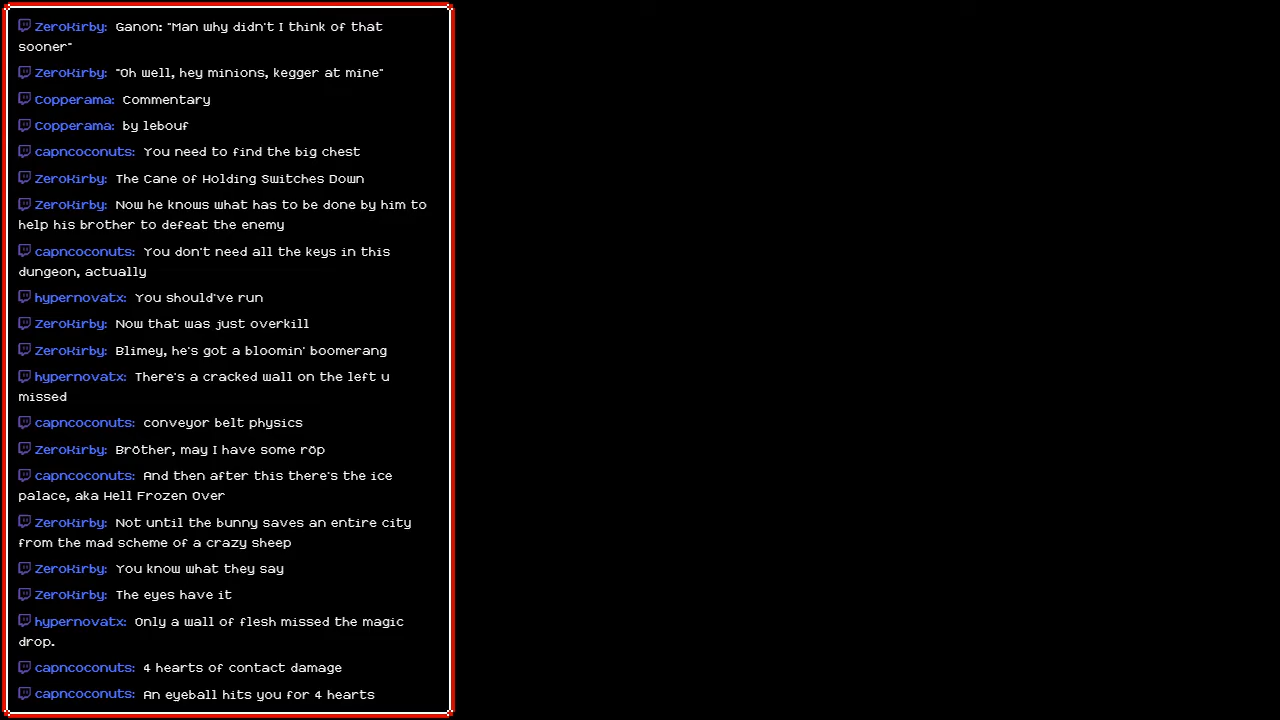 ZeroKirby: Ganon: "Man why didn't I think of that
sooner"
ZeroKirby: "Oh well, hey minions, kegger at mine"
Copperama: Commentary
Copperama: by lebouf
capncoconuts: You need to find the big chest
ZeroKirby: The Cane of Holding Switches Down
ZeroKirby: Now he knows what has to be done by him to
help his brother to defeat the enemy
capncoconuts: You don't need all the keys in this
dungeon, actually
hypernovatx: You should've run
ZeroKirby: Now that was just overkill
ZeroKirby: Blimey, he's got a bloomin' boomerang
hypernovatx: There's a cracked wall on the left u
missed
capncoconuts: conveyor belt physics
ZeroKirby: Bröther, may I have some röp
capncoconuts: And then after this there's the ice
palace, aka Hell Frozen Over
ZeroKirby: Not until the bunny saves an entire city
from the mad scheme of a crazy sheep
ZeroKirby: You know what they say
ZeroKirby: The eyes have it
hypernovatx: Only a wall of flesh missed the magic
drop.
capncoconuts: 4 hearts of contact damage
capncoconuts: An eyeball hits you for 4 hearts